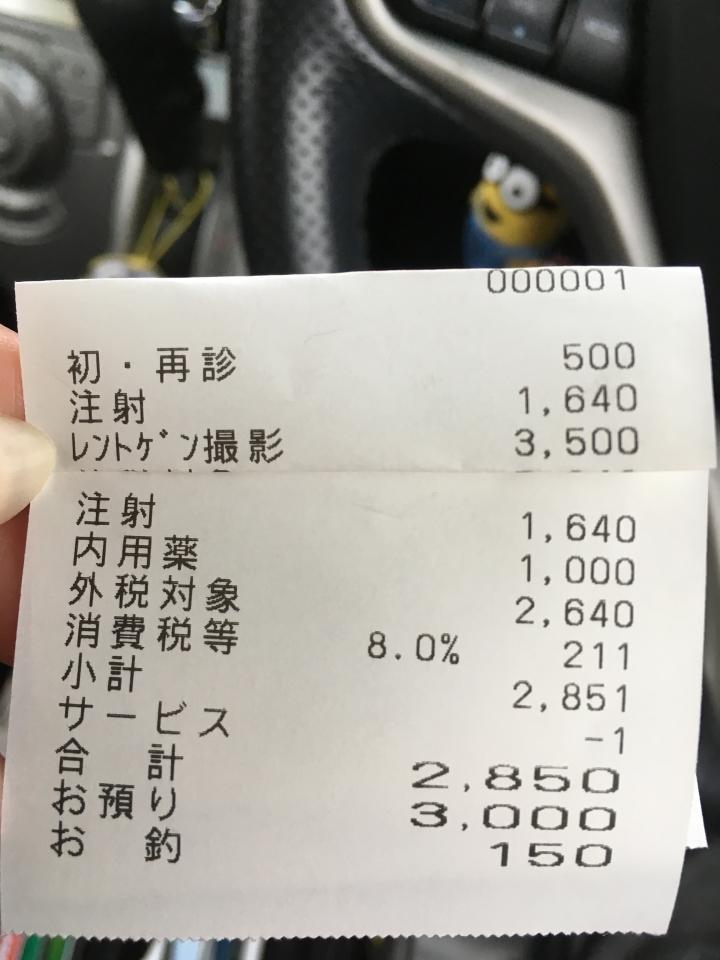 000001
初・再診 500
注射 1,640
ﾚﾝﾄｹﾞﾝ撮影 3,500
注射 1,640
内用薬 1,000
外税対象 2,640
消費税等 8.0% 211
小計 2,851
サービス -1
合計 2,850
お預り 3,000
お釣 150